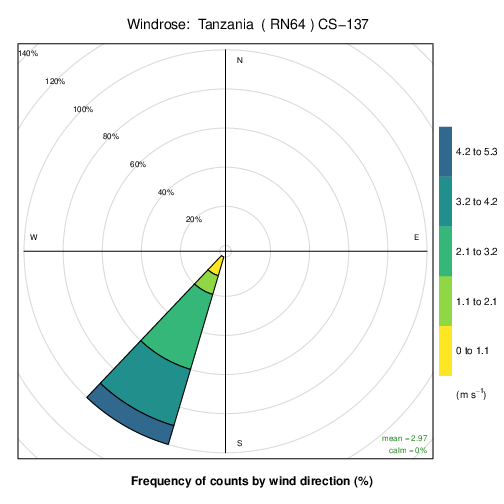 Windrose: Tanzania ( RN64 ) CS−137
140%
120%
100%
80%
60%
40%
20%
N
W
E
S
4.2 to 5.3
3.2 to 4.2
2.1 to 3.2
1.1 to 2.1
0 to 1.1
(m s⁻¹)
mean = 2.97
calm = 0%
Frequency of counts by wind direction (%)